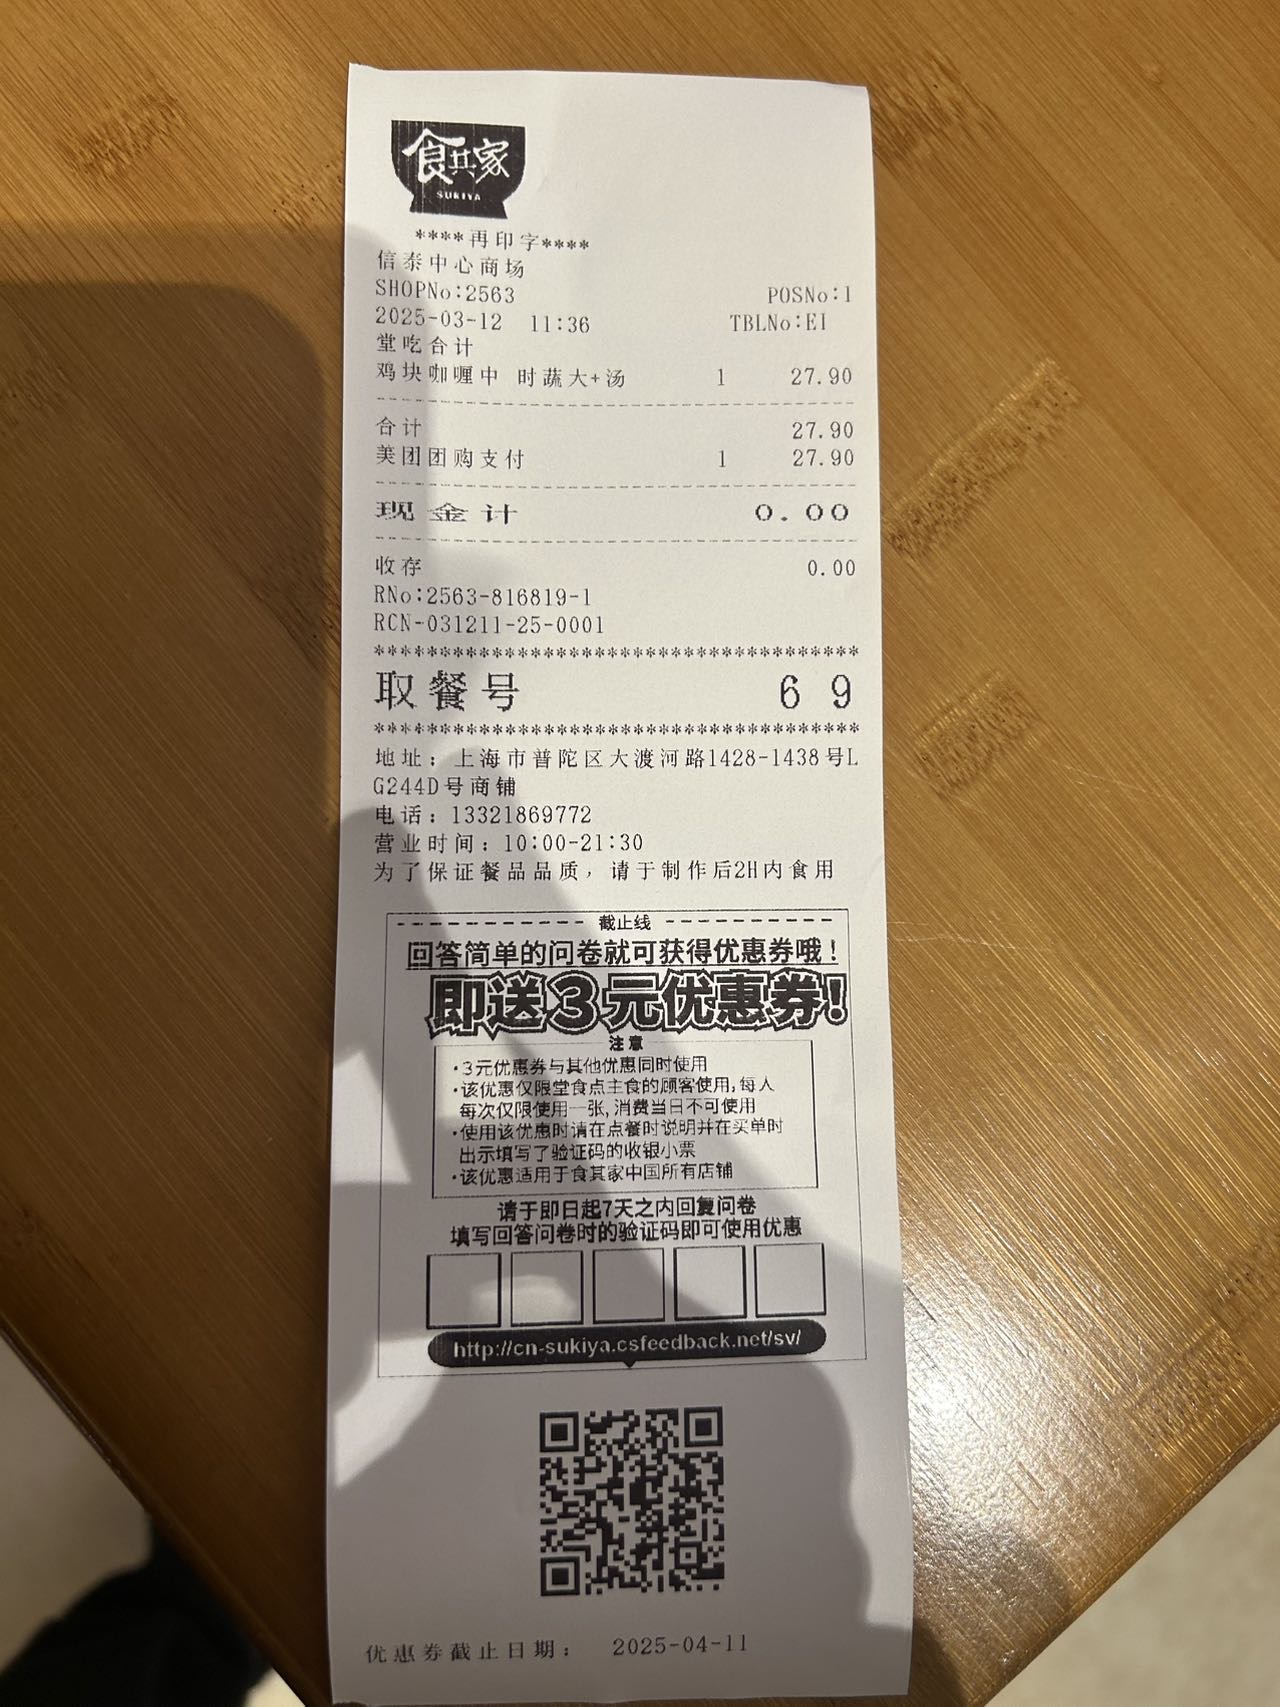 食其家
SUKIYA
****再印字****
信泰中心商场
SHOPNo:2563 POSNo:1
2025-03-12 11:36 TBLNo:EI
堂吃合计
鸡块咖喱中 时蔬大+汤 1 27.90
合计 27.90
美团团购支付 1 27.90
现金计 0.00
收存 0.00
RNo:2563-816819-1
RCN-031211-25-0001
取餐号 69
地址：上海市普陀区大渡河路1428-1438号L
G244D号商铺
电话：13321869772
营业时间：10:00-21:30
为了保证餐品品质，请于制作后2H内食用
截止线
回答简单的问卷就可获得优惠券哦！
即送3元优惠券！
注意
·3元优惠券与其他优惠同时使用
·该优惠仅限堂食点主食的顾客使用,每人
每次仅限使用一张,消费当日不可使用
·使用该优惠时请在点餐时说明并在买单时
出示填写了验证码的收银小票
·该优惠适用于食其家中国所有店铺
请于即日起7天之内回复问卷
填写回答问卷时的验证码即可使用优惠
http://cn-sukiya.csfeedback.net/sv/
优惠券截止日期： 2025-04-11